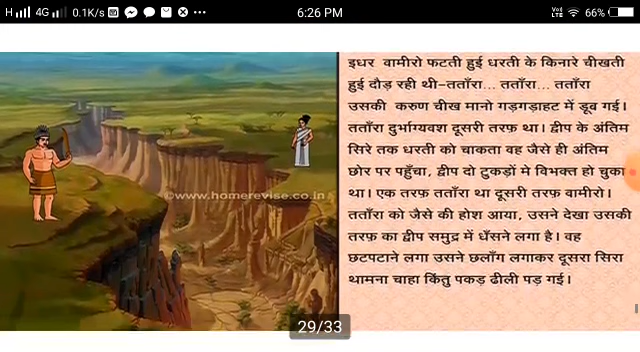 H 4G 0.1K/s 6:26 PM VoI LTE 66%
इधर वामीरो फटती हुई धरती के किनारे चीखती
हुई दौड़ रही थी–तताँरा... तताँरा... तताँरा
उसकी करुण चीख मानो गड़गड़ाहट में डूब गई।
तताँरा दुर्भाग्यवश दूसरी तरफ़ था। द्वीप के अंतिम
सिरे तक धरती को चाकता वह जैसे ही अंतिम
छोर पर पहुँचा, द्वीप दो टुकड़ों मे विभक्त हो चुका
था। एक तरफ़ तताँरा था दूसरी तरफ़ वामीरो।
तताँरा को जैसे की होश आया, उसने देखा उसकी
तरफ़ का द्वीप समुद्र में धँसने लगा है। वह
छटपटाने लगा उसने छलाँग लगाकर दूसरा सिरा
थामना चाहा किंतु पकड़ ढीली पड़ गई।
©www.homerevise.co.in
29/33